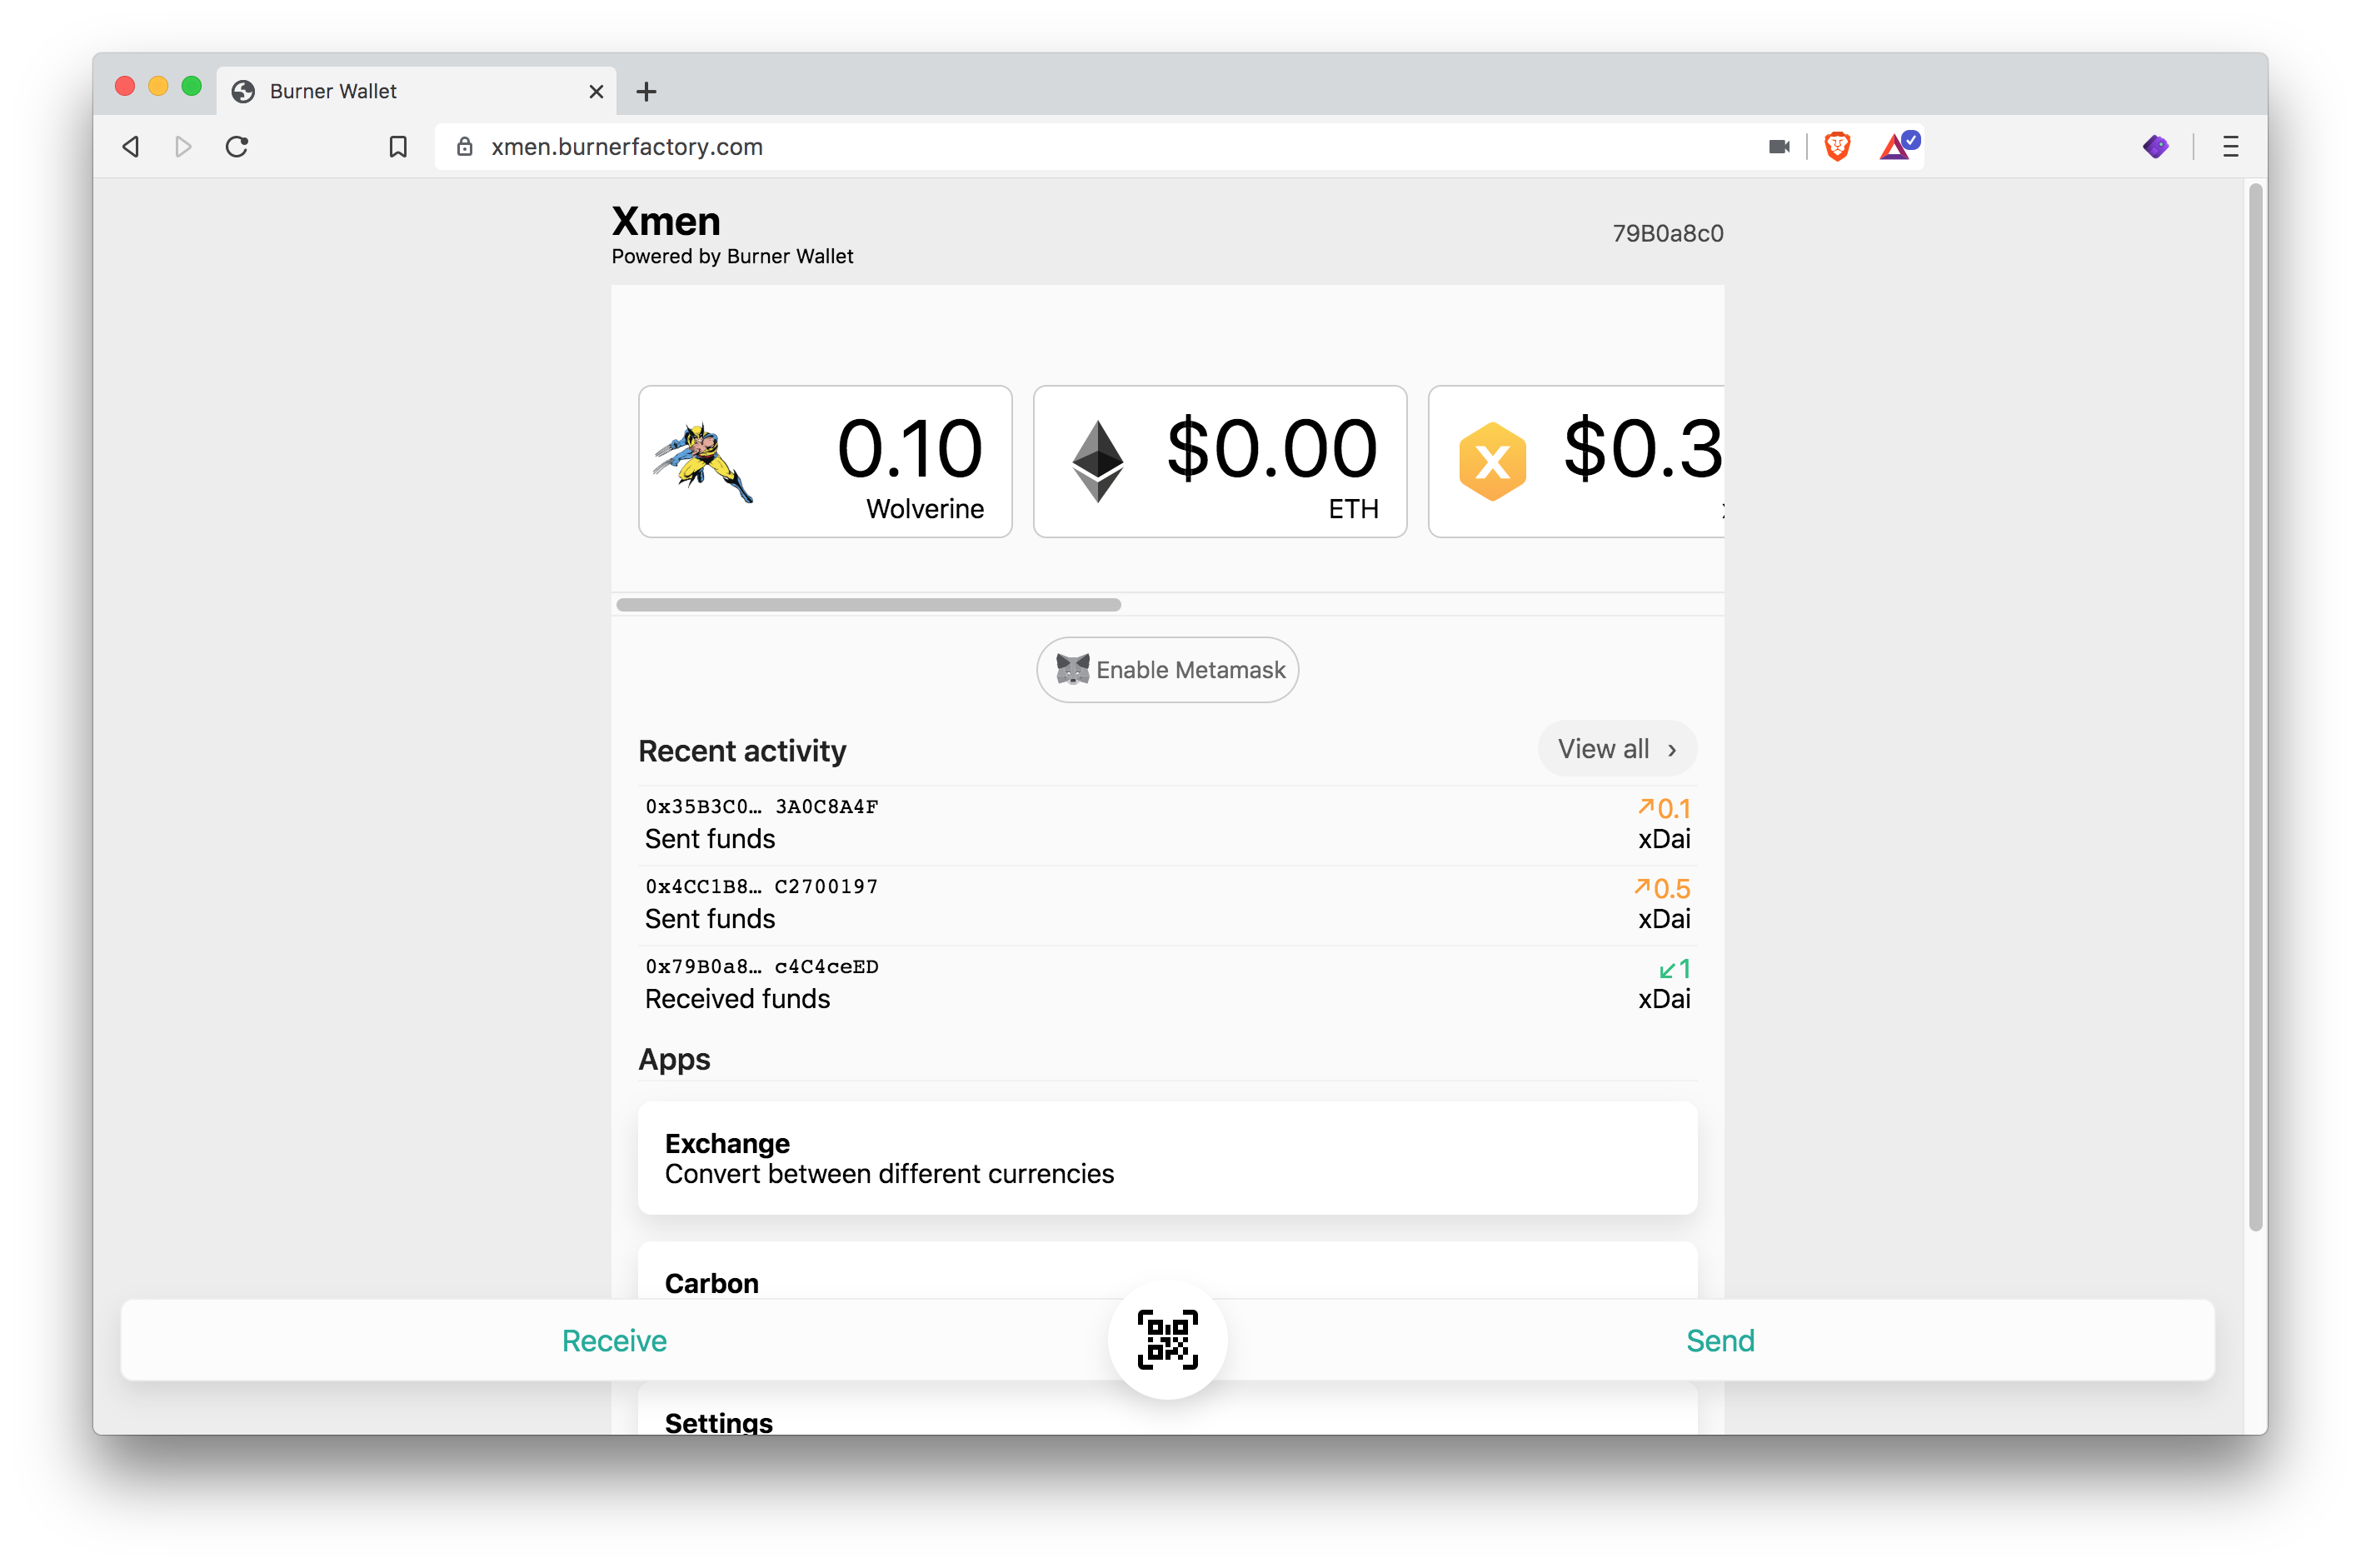 Burner Wallet
xmen.burnerfactory.com
Xmen
79B0a8c0
Powered by Burner Wallet
0.10
Wolverine
$0.00
ETH
$0.3
Enable Metamask
Recent activity
View all ›
0x35B3C0… 3A0C8A4F
↗0.1
Sent funds
xDai
0x4CC1B8… C2700197
↗0.5
Sent funds
xDai
0x79B0a8… c4C4ceED
↙1
Received funds
xDai
Apps
Exchange
Convert between different currencies
Carbon
Receive
Send
Settings